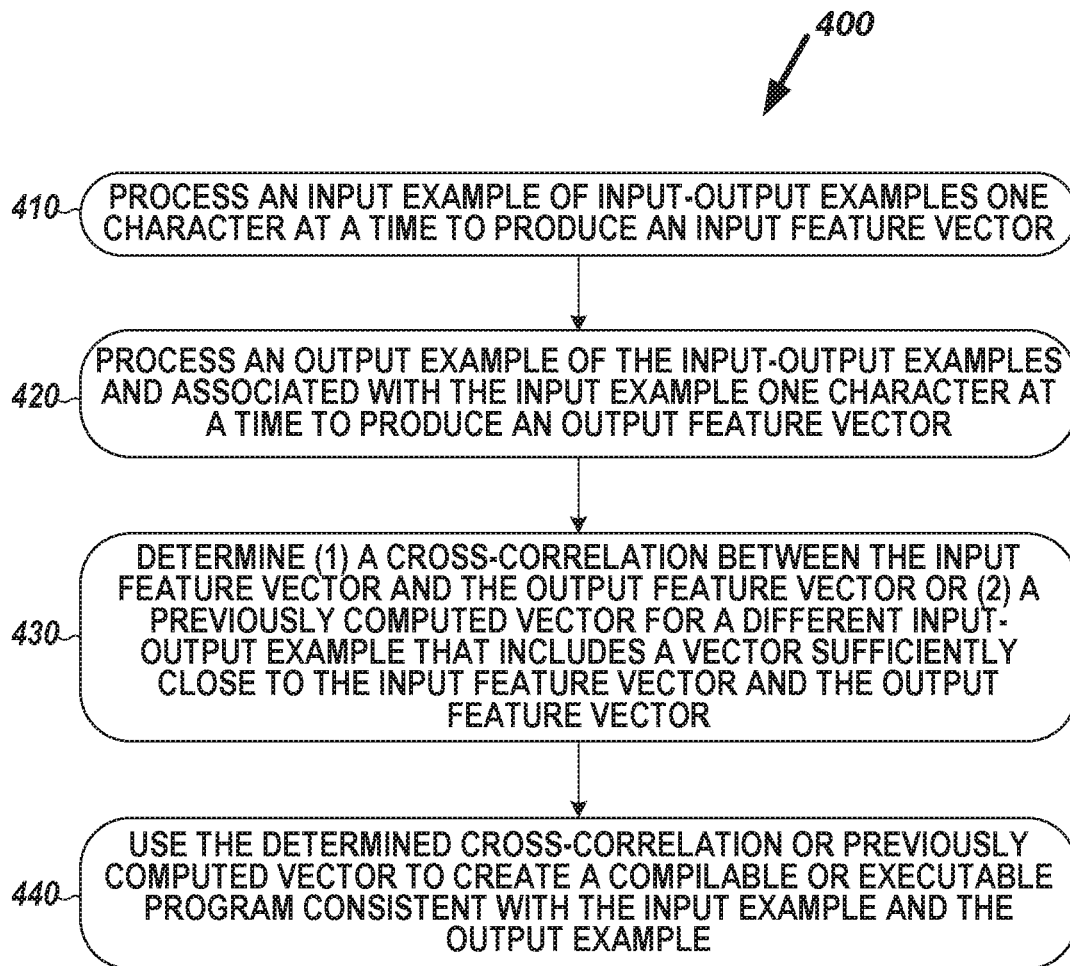 400
410
PROCESS AN INPUT EXAMPLE OF INPUT-OUTPUT EXAMPLES ONE
CHARACTER AT A TIME TO PRODUCE AN INPUT FEATURE VECTOR
420
PROCESS AN OUTPUT EXAMPLE OF THE INPUT-OUTPUT EXAMPLES
AND ASSOCIATED WITH THE INPUT EXAMPLE ONE CHARACTER AT
A TIME TO PRODUCE AN OUTPUT FEATURE VECTOR
430
DETERMINE (1) A CROSS-CORRELATION BETWEEN THE INPUT
FEATURE VECTOR AND THE OUTPUT FEATURE VECTOR OR (2) A
PREVIOUSLY COMPUTED VECTOR FOR A DIFFERENT INPUT-
OUTPUT EXAMPLE THAT INCLUDES A VECTOR SUFFICIENTLY
CLOSE TO THE INPUT FEATURE VECTOR AND THE OUTPUT
FEATURE VECTOR
440
USE THE DETERMINED CROSS-CORRELATION OR PREVIOUSLY
COMPUTED VECTOR TO CREATE A COMPILABLE OR EXECUTABLE
PROGRAM CONSISTENT WITH THE INPUT EXAMPLE AND THE
OUTPUT EXAMPLE